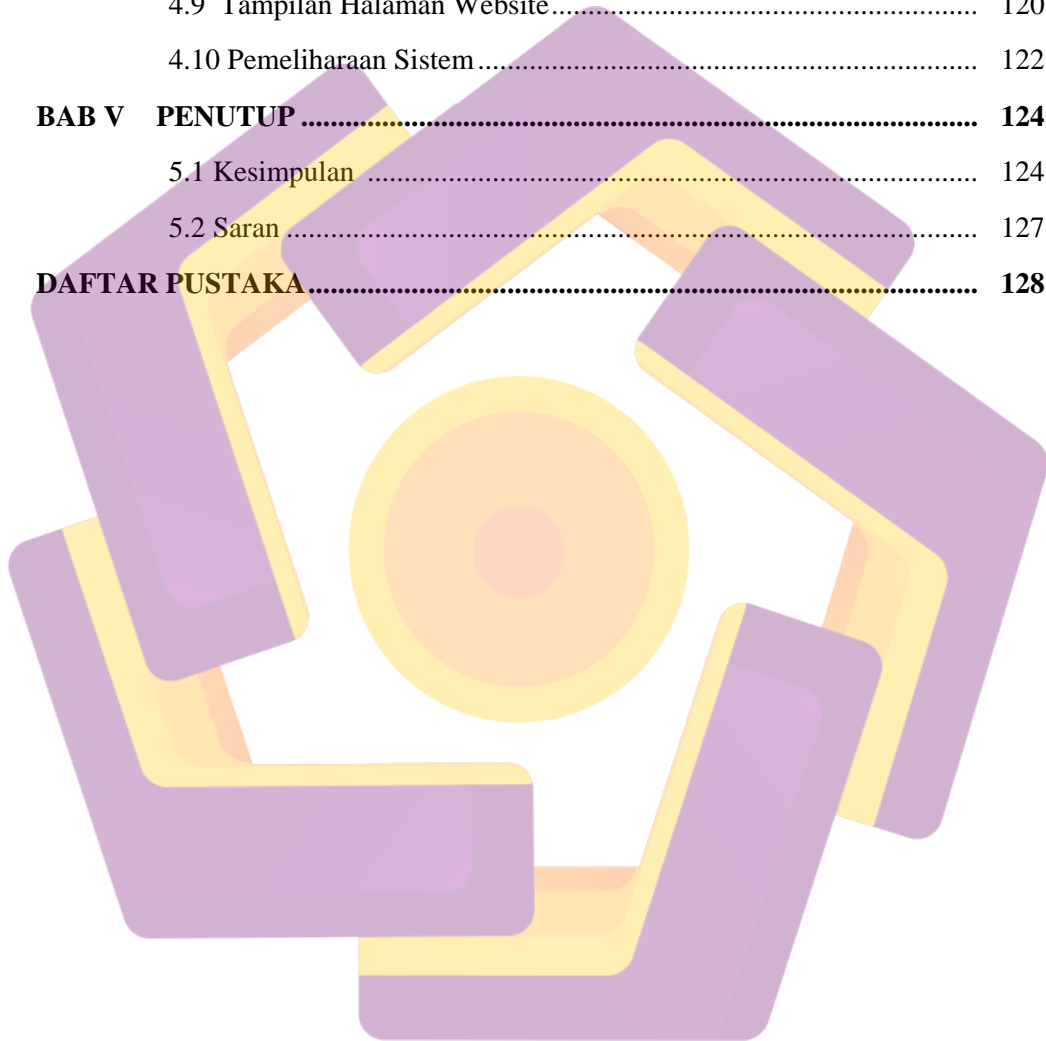 4.9 Tampilan Halaman Website 120
4.10 Pemeliharaan Sistem 122
BAB V PENUTUP 124
5.1 Kesimpulan 124
5.2 Saran 127
DAFTAR PUSTAKA 128